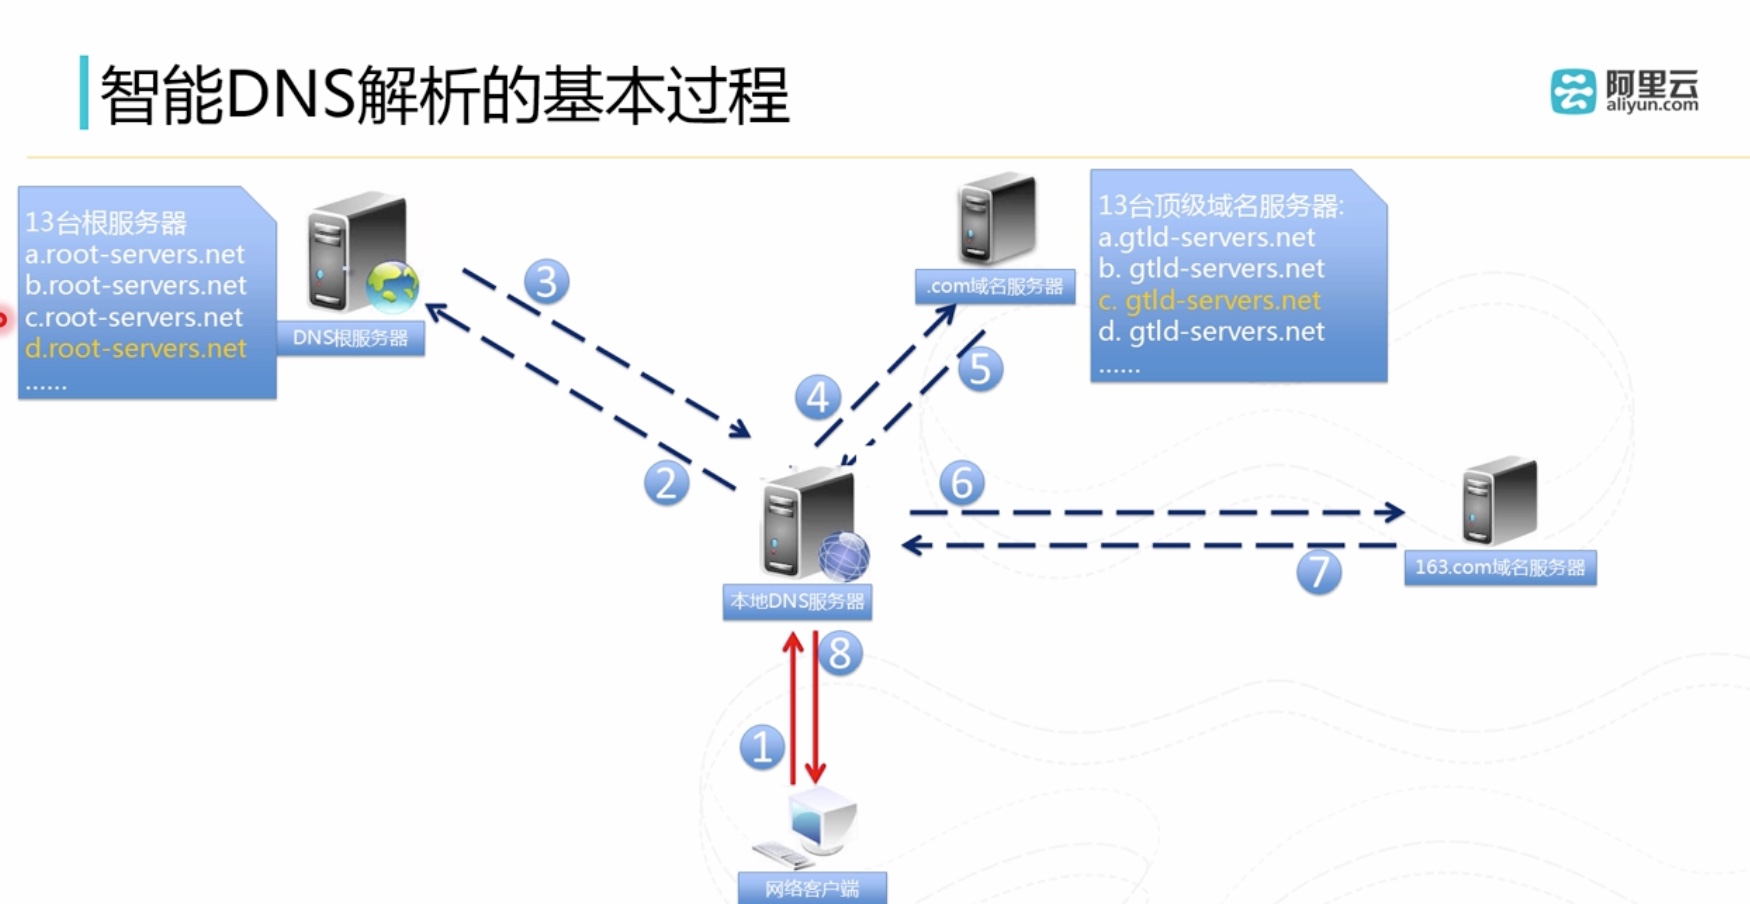 智能DNS解析的基本过程
阿里云
aliyun.com
13台根服务器
a.root-servers.net
b.root-servers.net
c.root-servers.net
d.root-servers.net
......
DNS根服务器
3
2
.com域名服务器
13台顶级域名服务器:
a.gtld-servers.net
b. gtld-servers.net
c. gtld-servers.net
d. gtld-servers.net
......
4
5
6
7
163.com域名服务器
本地DNS服务器
8
1
网络客户端